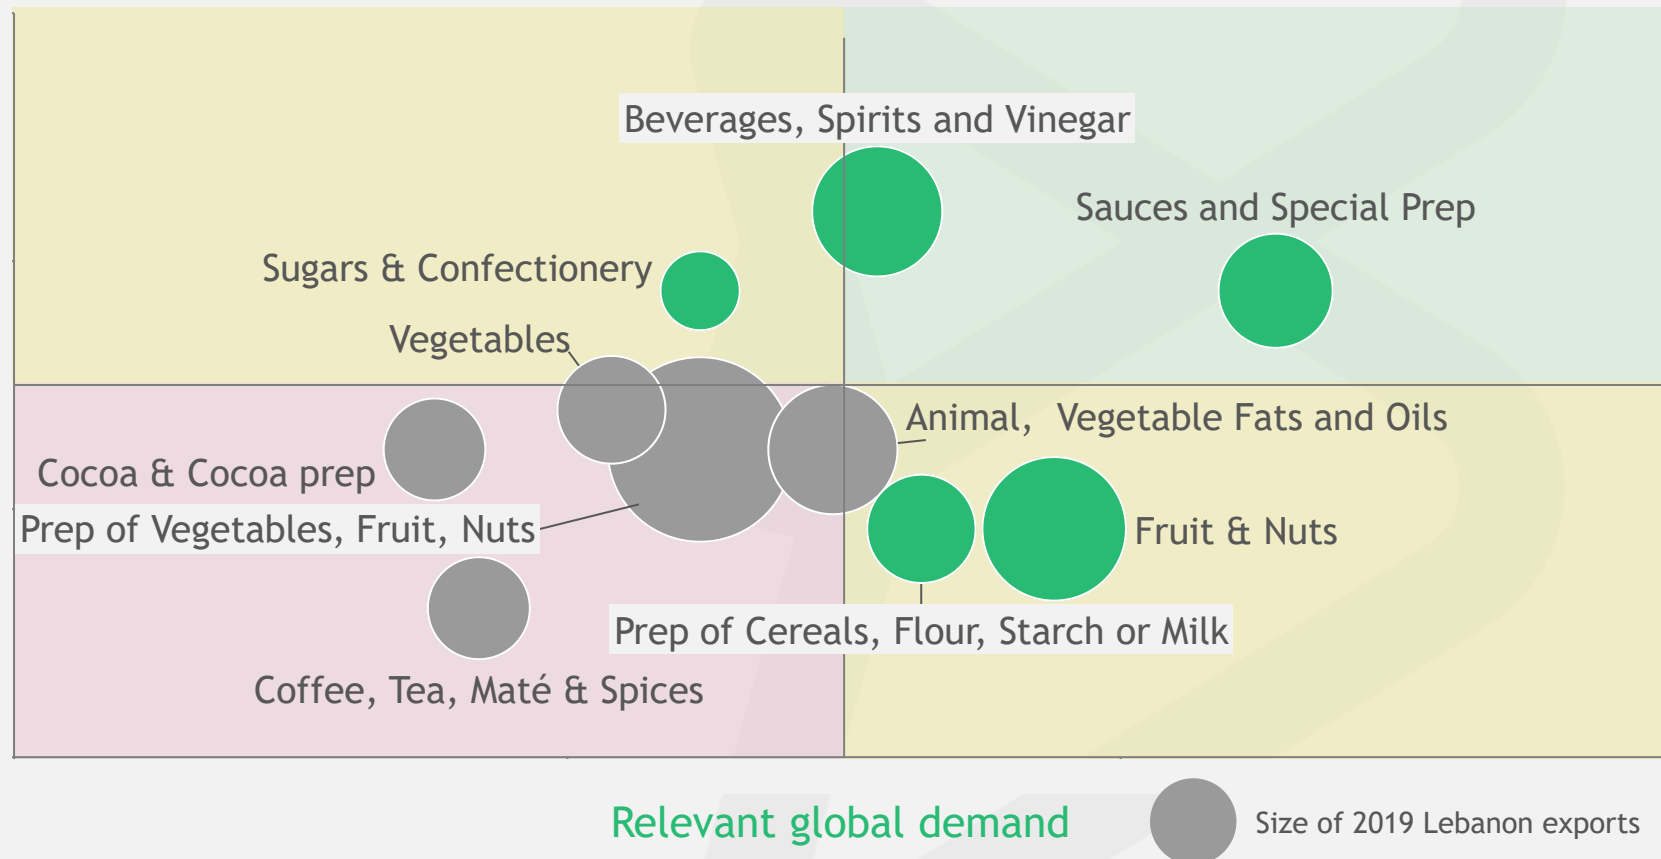 Beverages, Spirits and Vinegar
Sauces and Special Prep
Sugars & Confectionery
Vegetables
Animal, Vegetable Fats and Oils
Cocoa & Cocoa prep
Prep of Vegetables, Fruit, Nuts
Fruit & Nuts
Prep of Cereals, Flour, Starch or Milk
Coffee, Tea, Maté & Spices
Relevant global demand
Size of 2019 Lebanon exports